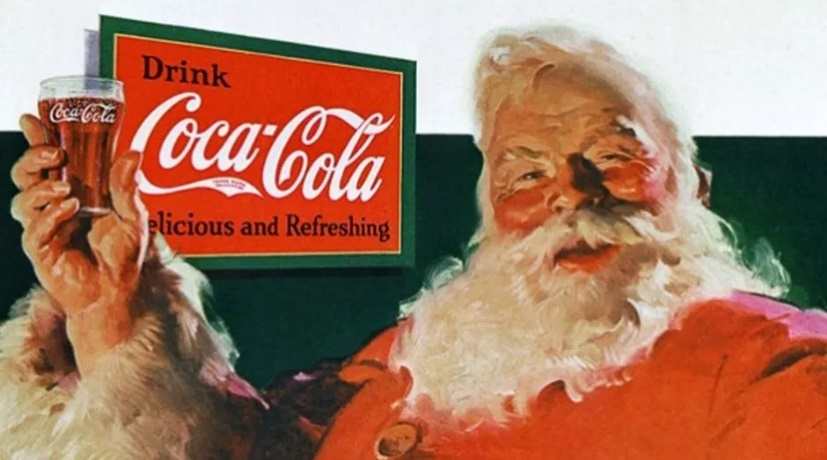 Coca-Cola
Drink
Coca-Cola
elicious and Refreshing